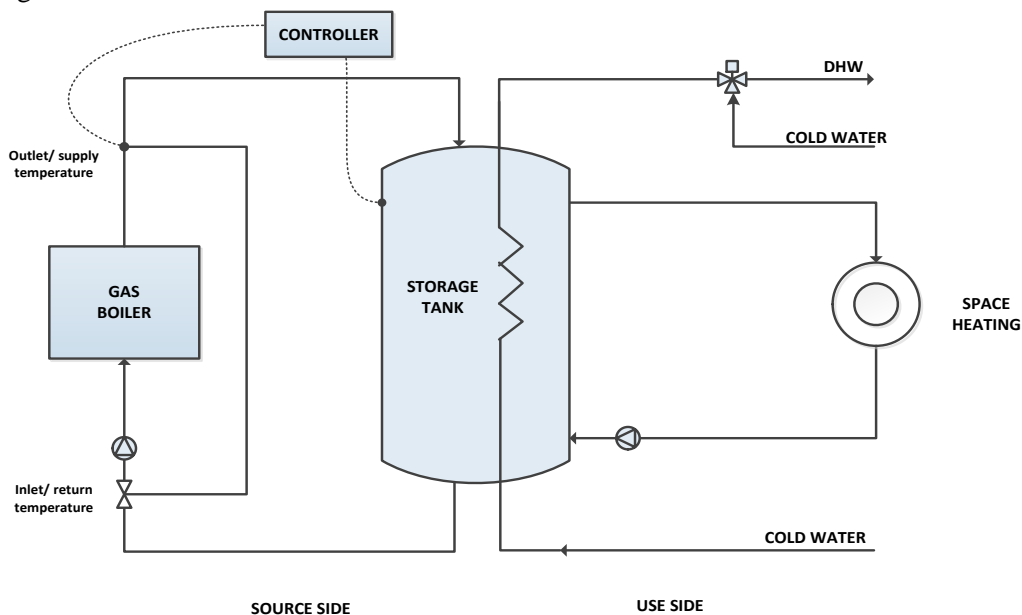 CONTROLLER
DHW
COLD WATER
Outlet/ supply
temperature
GAS
BOILER
STORAGE
TANK
SPACE
HEATING
Inlet/ return
temperature
COLD WATER
SOURCE SIDE
USE SIDE